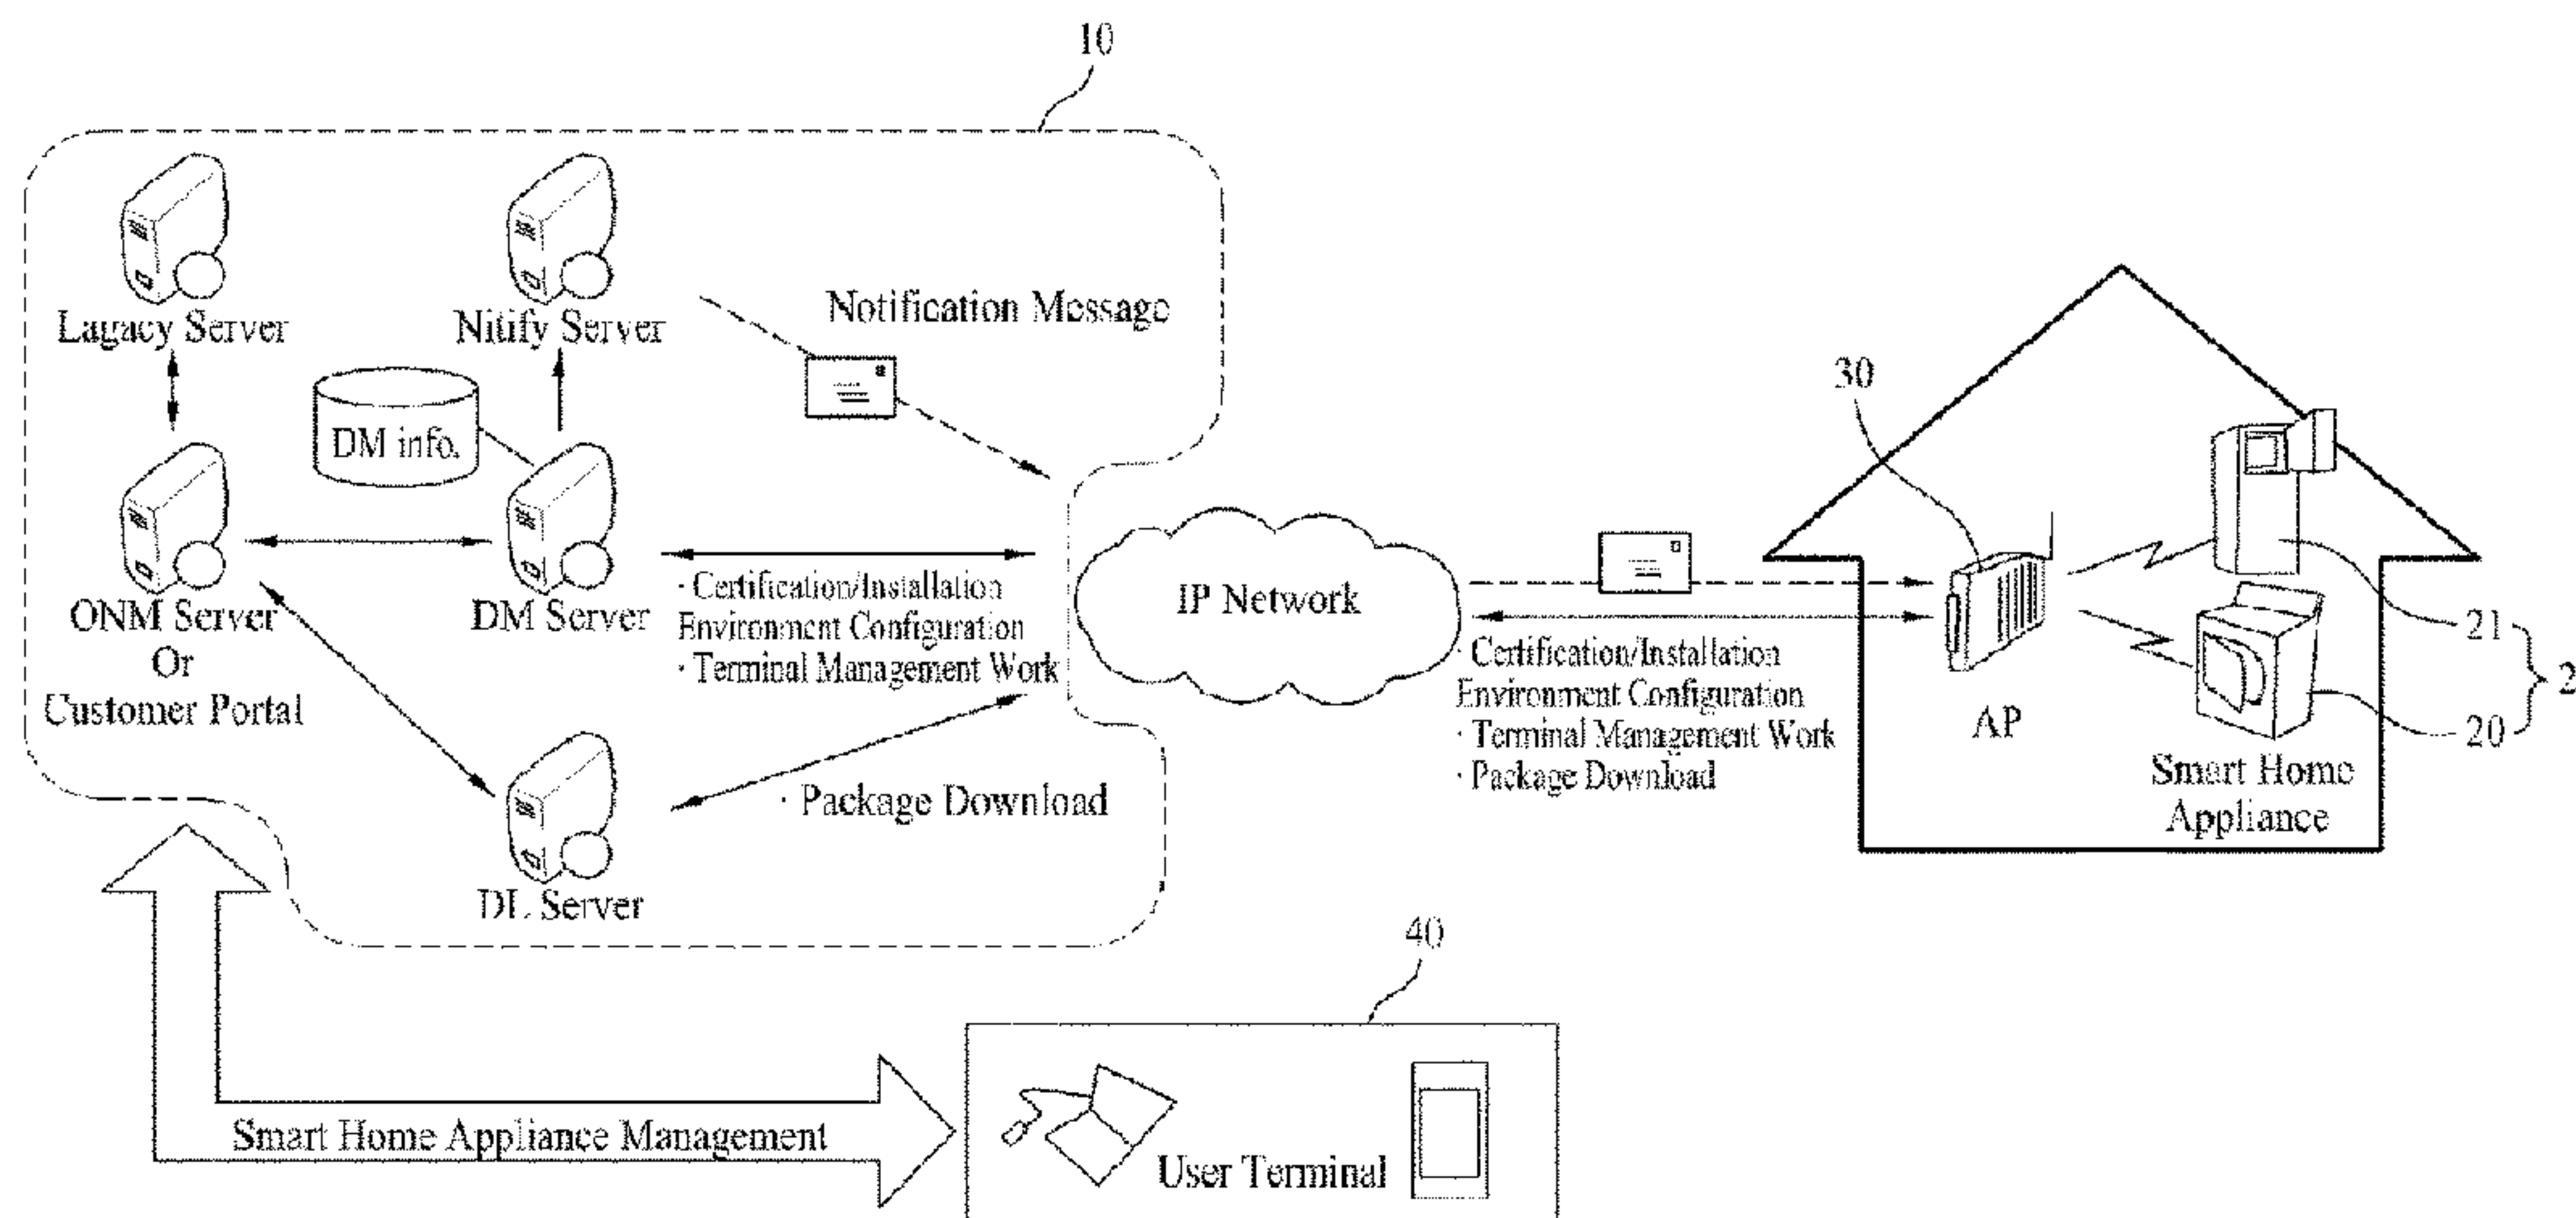 10
Lagacy Server
Nitify Server
Notification Message
DM info.
30
ONM Server
Or
Customer Portal
DM Server
· Certification/Installation
Environment Configuration
· Terminal Management Work
IP Network
· Certification/Installation
Environment Configuration
· Terminal Management Work
· Package Download
AP
21
20
2
Smart Home
Appliance
· Package Download
DL Server
40
Smart Home Appliance Management
User Terminal